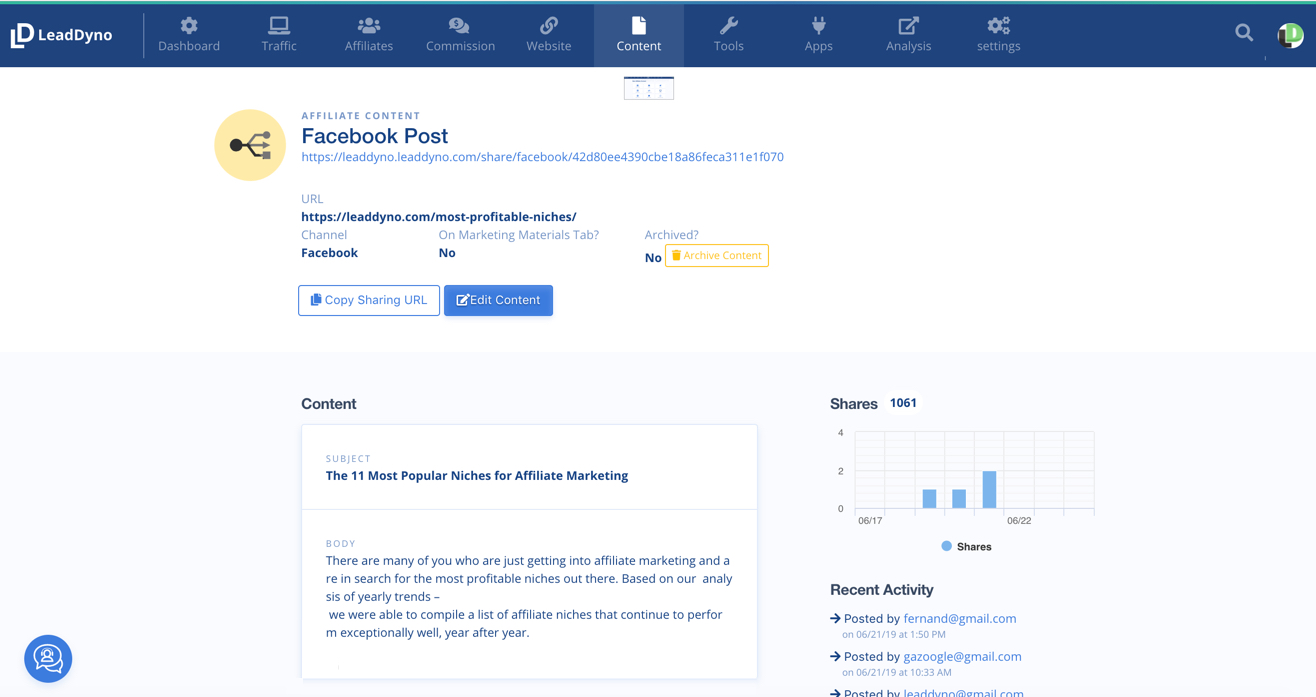 LeadDyno
Dashboard
Traffic
Affiliates
Commission
Website
Content
Tools
Apps
Analysis
settings
AFFILIATE CONTENT
Facebook Post
https://leaddyno.leaddyno.com/share/facebook/42d80ee4390cbe18a86feca311e1f070
URL
https://leaddyno.com/most-profitable-niches/
Channel On Marketing Materials Tab? Archived?
Facebook No No Archive Content
Copy Sharing URL Edit Content
Content
SUBJECT
The 11 Most Popular Niches for Affiliate Marketing
BODY
There are many of you who are just getting into affiliate marketing and a
re in search for the most profitable niches out there. Based on our  analy
sis of yearly trends –
we were able to compile a list of affiliate niches that continue to perfor
m exceptionally well, year after year.
Shares 1061
4
2
0
06/17 06/22
Shares
Recent Activity
Posted by fernand@gmail.com
on 06/21/19 at 1:50 PM
Posted by gazoogle@gmail.com
on 06/21/19 at 10:33 AM
Posted by leaddyno@gmail.com